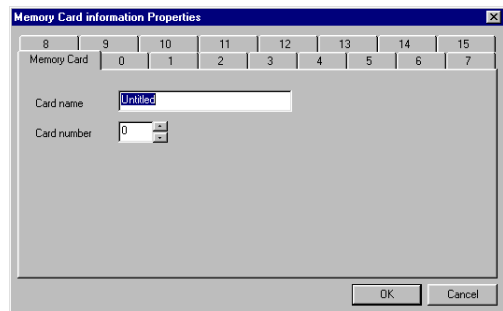 Memory Card information Properties
8 9 10 11 12 13 14 15
Memory Card 0 1 2 3 4 5 6 7
Card name Untitled
Card number 0
OK Cancel